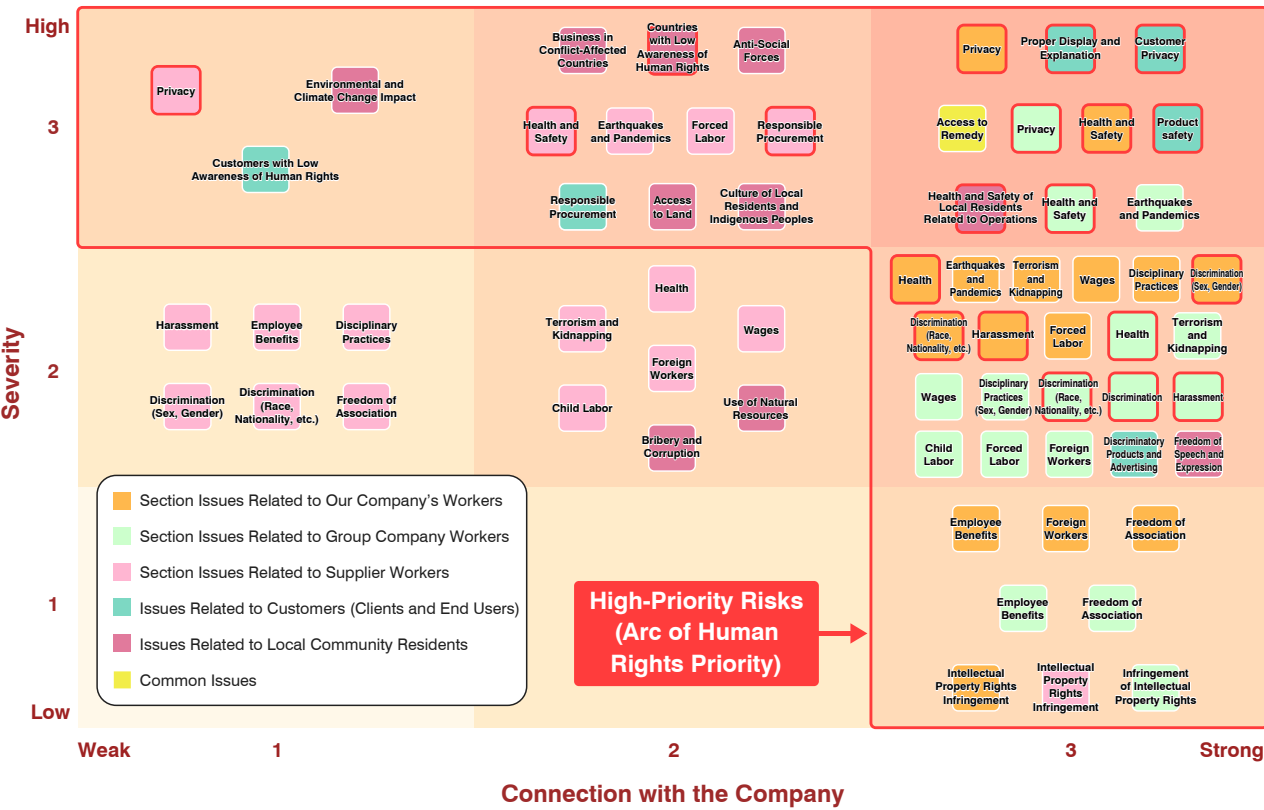 High
3
Severity
2
1
Low
Privacy
Environmental and
Climate Change Impact
Customers with Low
Awareness of Human Rights
Business in
Conflict-Affected
Countries
Countries
with Low
Awareness of
Human Rights
Anti-Social
Forces
Health and
Safety
Earthquakes
and Pandemics
Forced
Labor
Responsible
Procurement
Responsible
Procurement
Access
to Land
Culture of Local
Residents and
Indigenous Peoples
Privacy
Proper Display and
Explanation
Customer
Privacy
Access to
Remedy
Privacy
Health and
Safety
Product
safety
Health and Safety of
Local Residents
Related to Operations
Health and
Safety
Earthquakes
and Pandemics
Harassment
Employee
Benefits
Disciplinary
Practices
Discrimination
(Sex, Gender)
Discrimination
(Race,
Nationality, etc.)
Freedom of
Association
Health
Terrorism and
Kidnapping
Wages
Foreign
Workers
Child Labor
Use of Natural
Resources
Bribery and
Corruption
Health
Earthquakes
and
Pandemics
Terrorism
and
Kidnapping
Wages
Disciplinary
Practices
Discrimination
(Sex, Gender)
Discrimination
(Race,
Nationality, etc.)
Harassment
Forced
Labor
Health
Terrorism
and
Kidnapping
Wages
Disciplinary
Practices
(Sex, Gender)
Discrimination
(Race,
Nationality, etc.)
Discrimination
Harassment
Child
Labor
Forced
Labor
Foreign
Workers
Discriminatory
Products and
Advertising
Freedom of
Speech and
Expression
Employee
Benefits
Foreign
Workers
Freedom of
Association
Employee
Benefits
Freedom of
Association
Intellectual
Property Rights
Infringement
Intellectual
Property
Rights
Infringement
Infringement
of Intellectual
Property Rights
Section Issues Related to Our Company's Workers
Section Issues Related to Group Company Workers
Section Issues Related to Supplier Workers
Issues Related to Customers (Clients and End Users)
Issues Related to Local Community Residents
Common Issues
High-Priority Risks
(Arc of Human
Rights Priority)
Weak
1
2
3
Strong
Connection with the Company